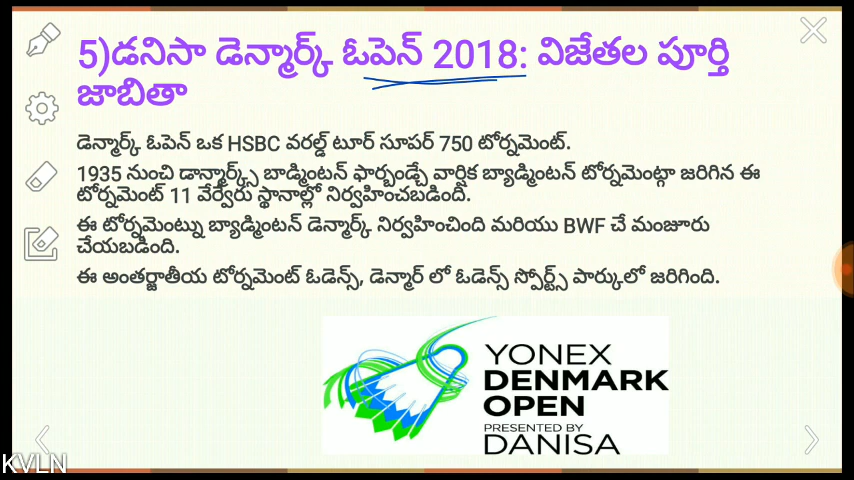 5)డనిసా డెన్మార్క్ ఓపెన్ 2018: విజేతల పూర్తి
జాబితా
డెన్మార్క్ ఓపెన్ ఒక HSBC వరల్డ్ టూర్ సూపర్ 750 టోర్నమెంట్.
1935 నుంచి డాన్మార్క్స్ బాడ్మింటన్ ఫార్బండ్చే వార్షిక బ్యాడ్మింటన్ టోర్నమెంట్గా జరిగిన ఈ
టోర్నమెంట్ 11 వేర్వేరు స్థానాల్లో నిర్వహించబడింది.
ఈ టోర్నమెంట్ను బ్యాడ్మింటన్ డెన్మార్క్ నిర్వహించింది మరియు BWF చే మంజూరు
చేయబడింది.
ఈ అంతర్జాతీయ టోర్నమెంట్ ఓడెన్స్, డెన్మార్ లో ఓడెన్స్ స్పోర్ట్స్ పార్కులో జరిగింది.
YONEX
DENMARK
OPEN
PRESENTED BY
DANISA
KVLN